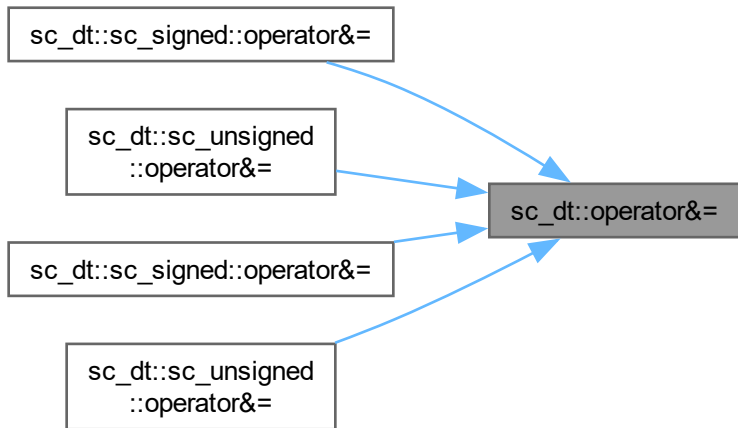 sc_dt::sc_signed::operator&=
sc_dt::sc_unsigned
::operator&=
sc_dt::operator&=
sc_dt::sc_signed::operator&=
sc_dt::sc_unsigned
::operator&=